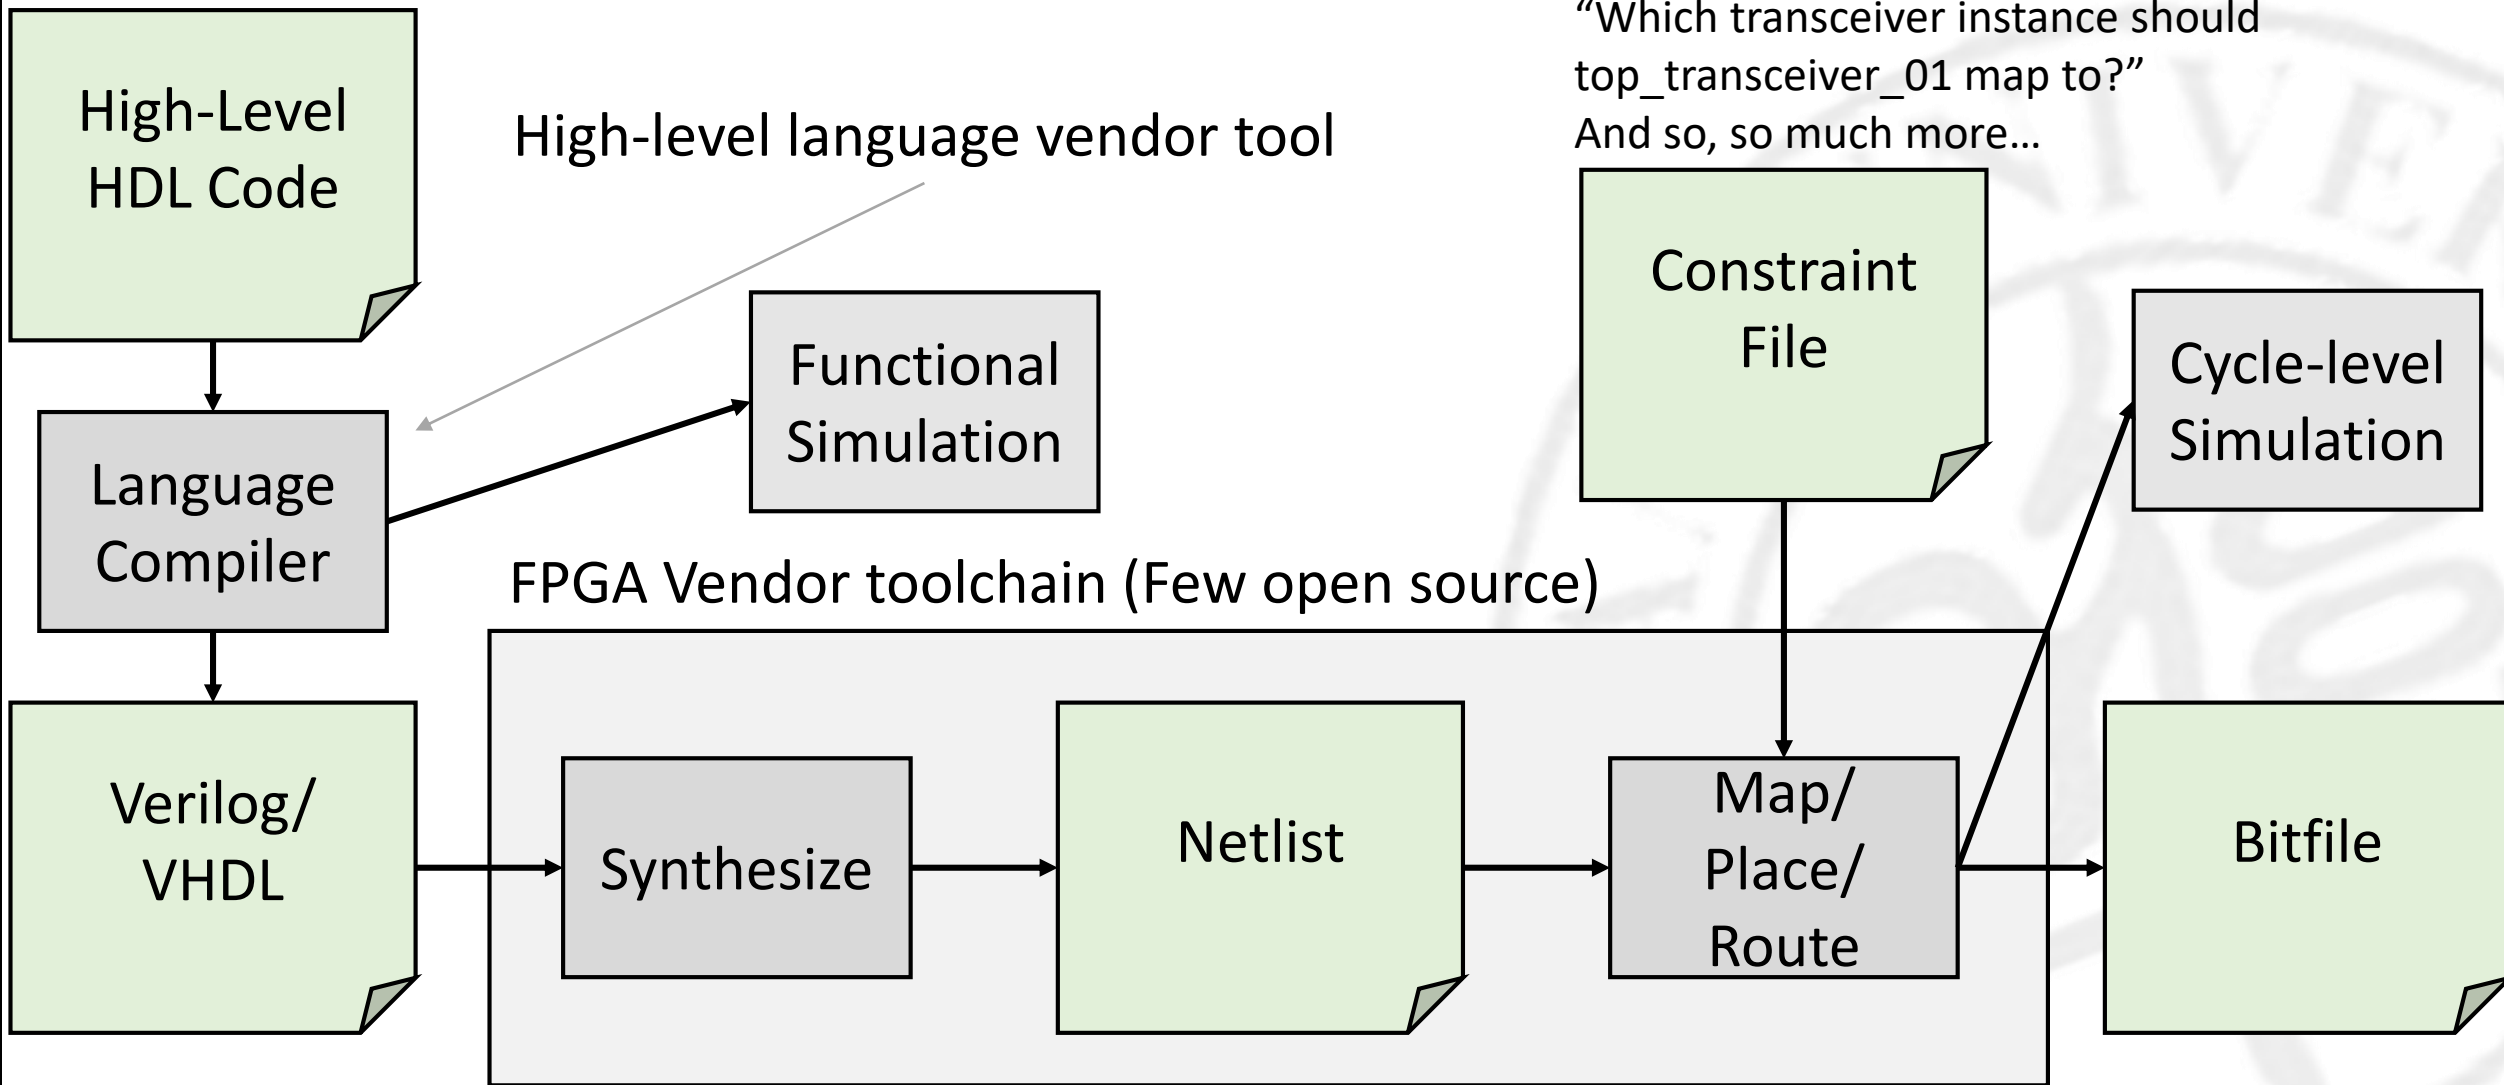 “Which transceiver instance should
top_transceiver_01 map to?”
And so, so much more…
High-Level
HDL Code
High-level language vendor tool
Constraint
File
Functional
Simulation
Cycle-level
Simulation
Language
Compiler
FPGA Vendor toolchain (Few open source)
Verilog/
VHDL
Synthesize
Netlist
Map/
Place/
Route
Bitfile